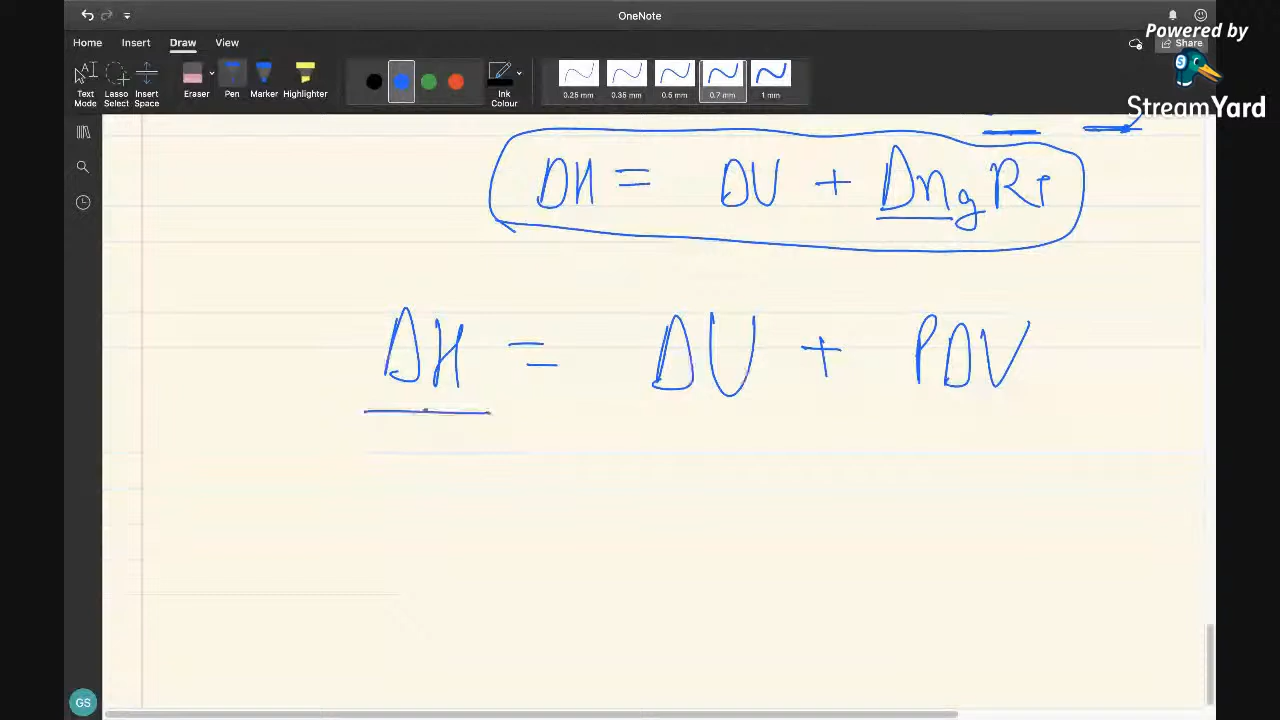 OneNote
Powered by
Home Insert Draw View
Share
StreamYard
Text Mode
Lasso Select
Insert Space
Eraser
Pen
Marker
Highlighter
Ink Colour
0.25 mm
0.35 mm
0.5 mm
0.7 mm
1 mm
ΔH = ΔU + Δng RT
ΔH = ΔU + PΔV
GS